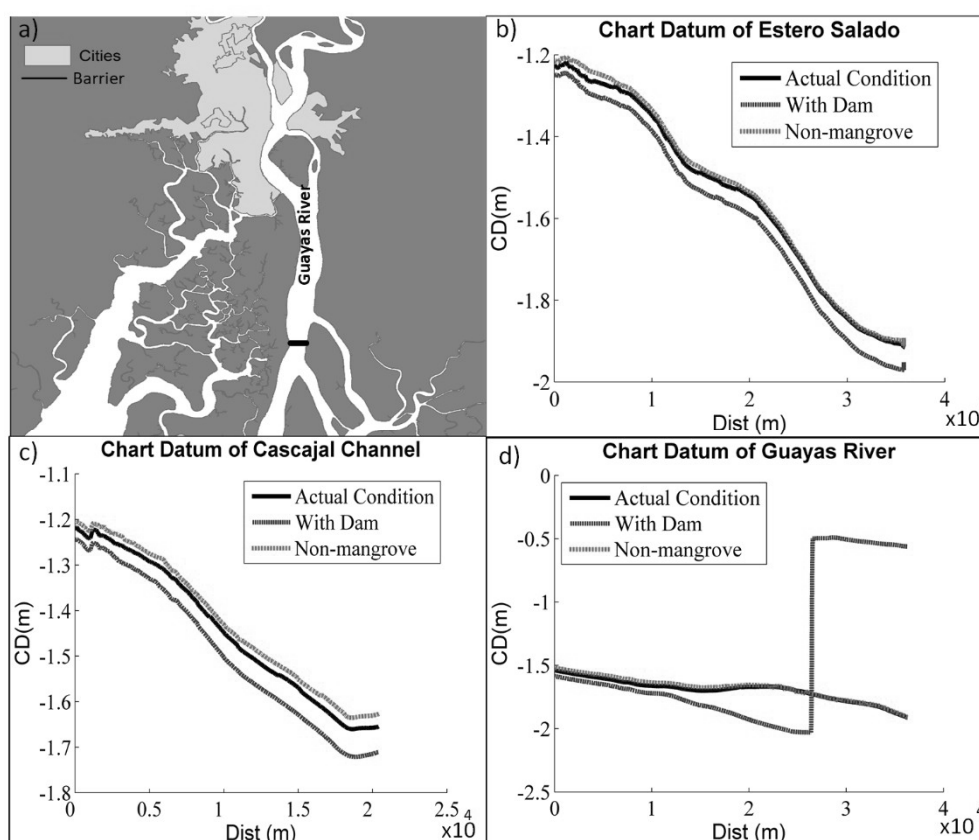 a)
Cities
Barrier
Guayas River
b)
Chart Datum of Estero Salado
Actual Condition
With Dam
Non-mangrove
CD(m)
-1.2
-1.4
-1.6
-1.8
-2
0 1 2 3 4
Dist (m)
x10
4
c)
Chart Datum of Cascajal Channel
Actual Condition
With Dam
Non-mangrove
CD(m)
-1.1
-1.2
-1.3
-1.4
-1.5
-1.6
-1.7
-1.8
0 0.5 1 1.5 2 2.5
Dist (m)
x10
4
d)
Chart Datum of Guayas River
Actual Condition
With Dam
Non-mangrove
CD(m)
0
-0.5
-1
-1.5
-2
-2.5
0 1 2 3 4
Dist (m)
x10
4